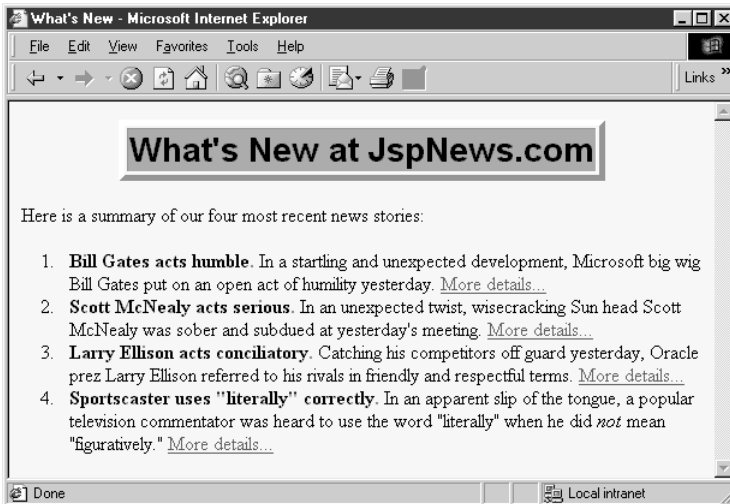 What's New - Microsoft Internet Explorer
File Edit View Favorites Tools Help
Links »
What's New at JspNews.com
Here is a summary of our four most recent news stories:
1. Bill Gates acts humble. In a startling and unexpected development, Microsoft big wig
Bill Gates put on an open act of humility yesterday. More details...
2. Scott McNealy acts serious. In an unexpected twist, wisecracking Sun head Scott
McNealy was sober and subdued at yesterday's meeting. More details...
3. Larry Ellison acts conciliatory. Catching his competitors off guard yesterday, Oracle
prez Larry Ellison referred to his rivals in friendly and respectful terms. More details...
4. Sportscaster uses "literally" correctly. In an apparent slip of the tongue, a popular
television commentator was heard to use the word "literally" when he did not mean
"figuratively." More details...
Done Local intranet